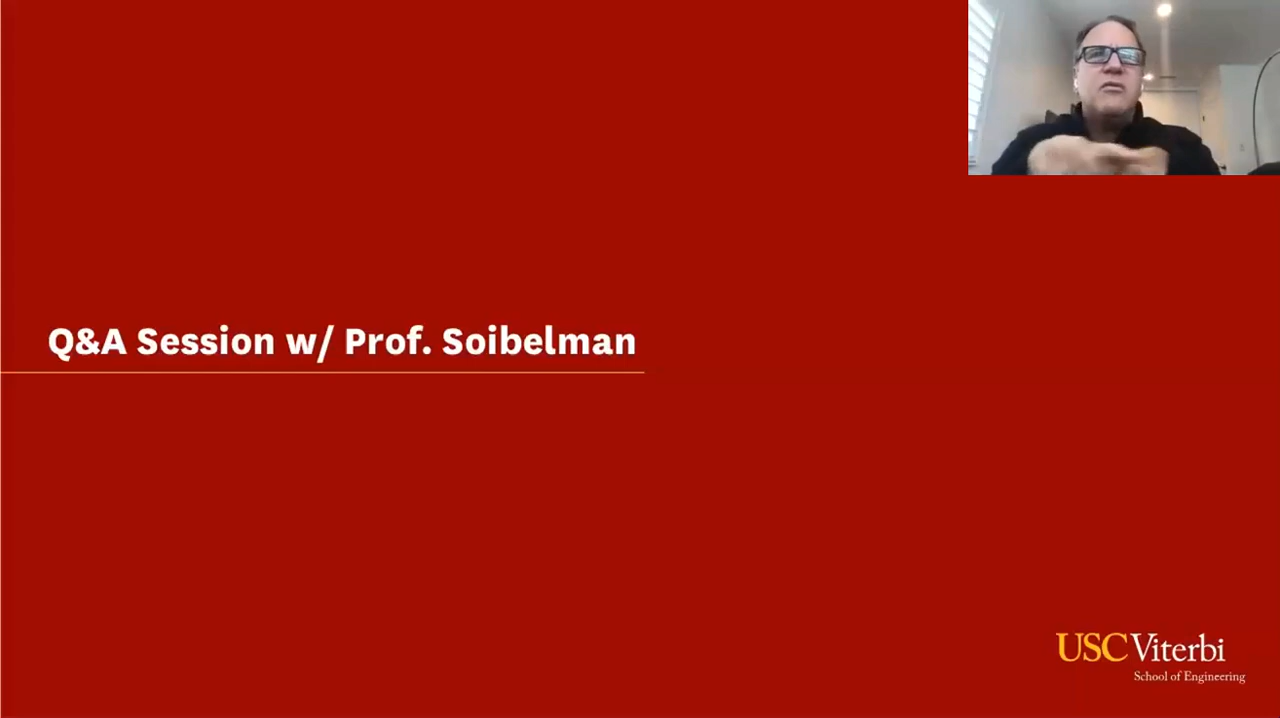 Q&A Session w/ Prof. Soibelman
USC Viterbi
School of Engineering